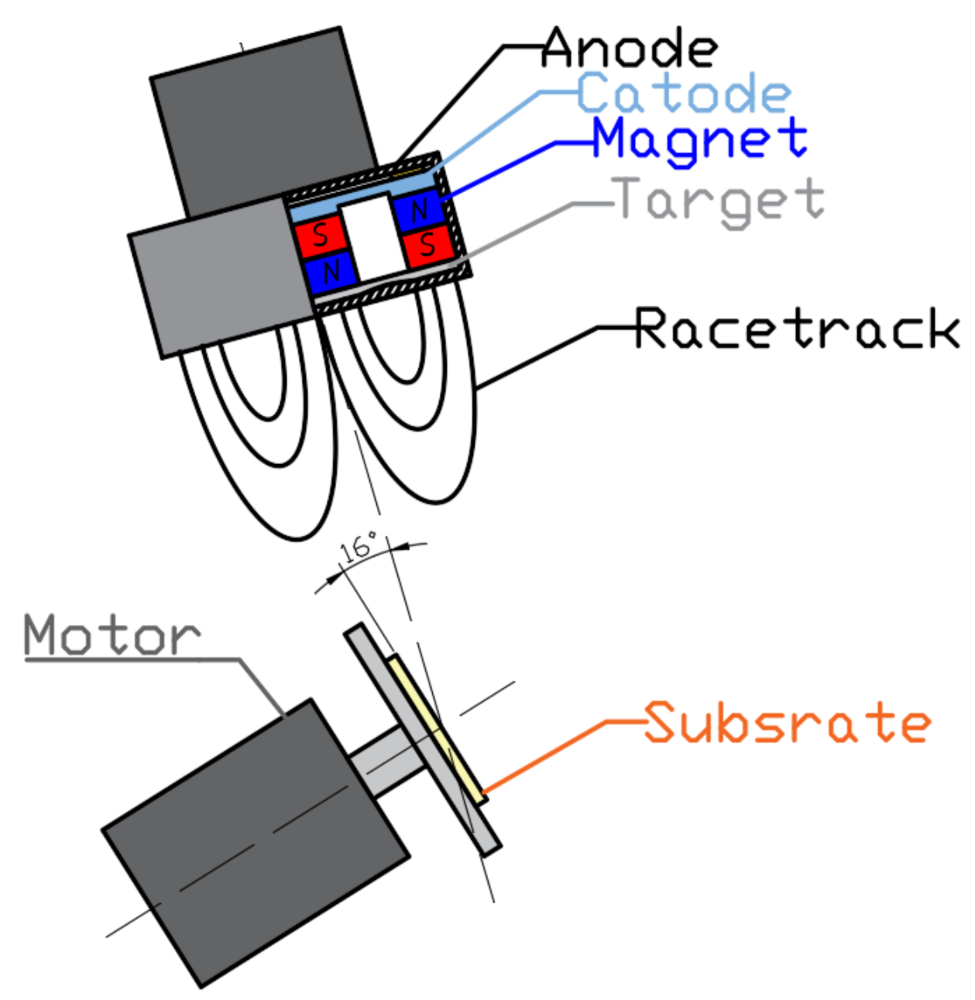 Anode
Catode
Magnet
Target
N
S
S
N
Racetrack
16°
Motor
Subsrate